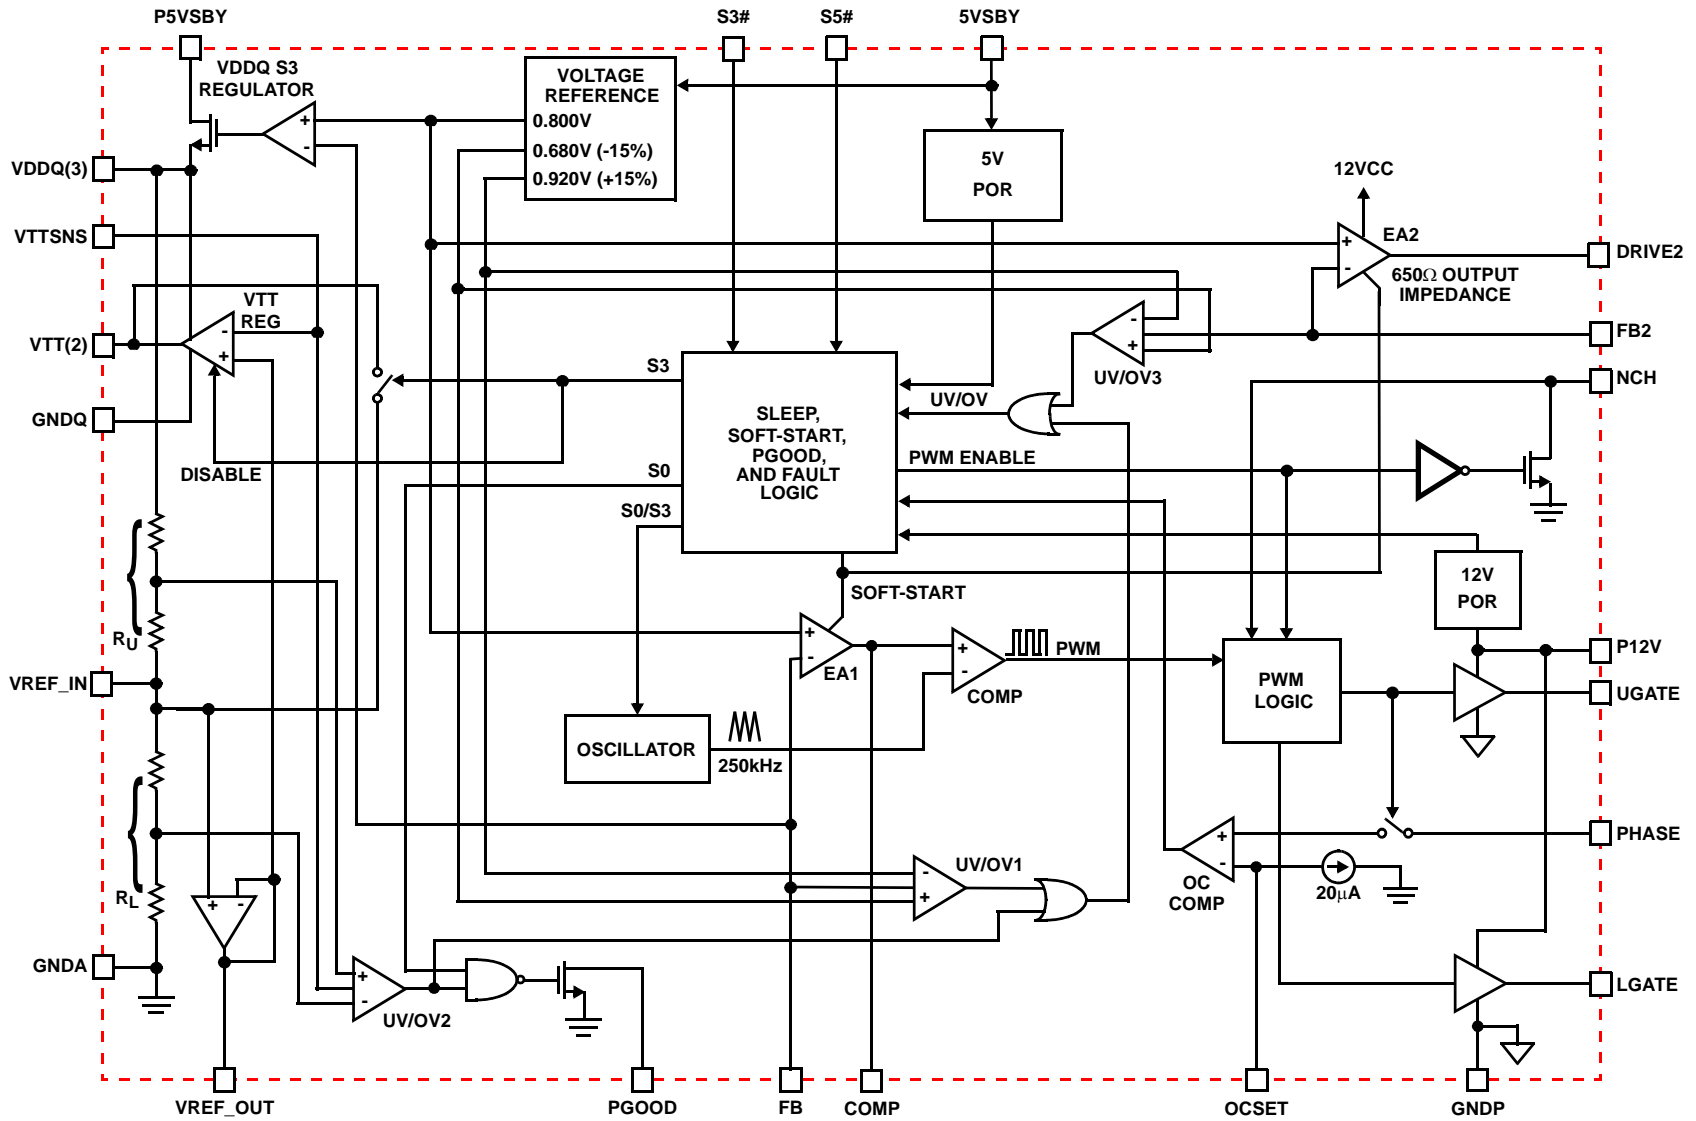 P5VSBY
S3#
S5#
5VSBY
VDDQ S3
REGULATOR
+
-
VOLTAGE
REFERENCE
0.800V
0.680V (-15%)
0.920V (+15%)
5V
POR
12VCC
VDDQ(3)
VTTSNS
+
-
EA2
DRIVE2
650Ω OUTPUT
IMPEDANCE
VTT
REG
-
+
VTT(2)
-
+
UV/OV3
FB2
S3
NCH
UV/OV
GNDQ
DISABLE
SLEEP,
SOFT-START,
PGOOD,
AND FAULT
LOGIC
PWM ENABLE
S0
S0/S3
12V
POR
SOFT-START
RU
+
-
EA1
+
-
COMP
PWM
P12V
VREF_IN
PWM
LOGIC
UGATE
OSCILLATOR
250kHz
+
-
OC
COMP
PHASE
20μA
UV/OV1
-
+
RL
+
-
GNDA
+
-
UV/OV2
LGATE
VREF_OUT
PGOOD
FB
COMP
OCSET
GNDP